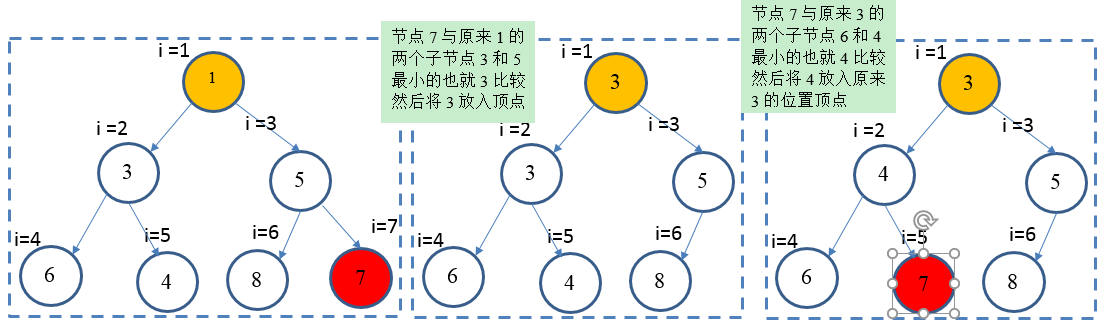 i =1
1
i =2
i =3
3
5
i=4
i=5
i=6
i=7
6
4
8
7
节点 7 与原来 1 的
两个子节点 3 和 5
最小的也就 3 比较
然后将 3 放入顶点
i =1
3
i =2
i =3
3
5
i=4
i=5
i=6
6
4
8
节点 7 与原来 3 的
两个子节点 6 和 4
最小的也就 4 比较
然后将 4 放入原来
3 的位置顶点
i =1
3
i =2
i =3
4
5
i=4
i=5
i=6
6
7
8